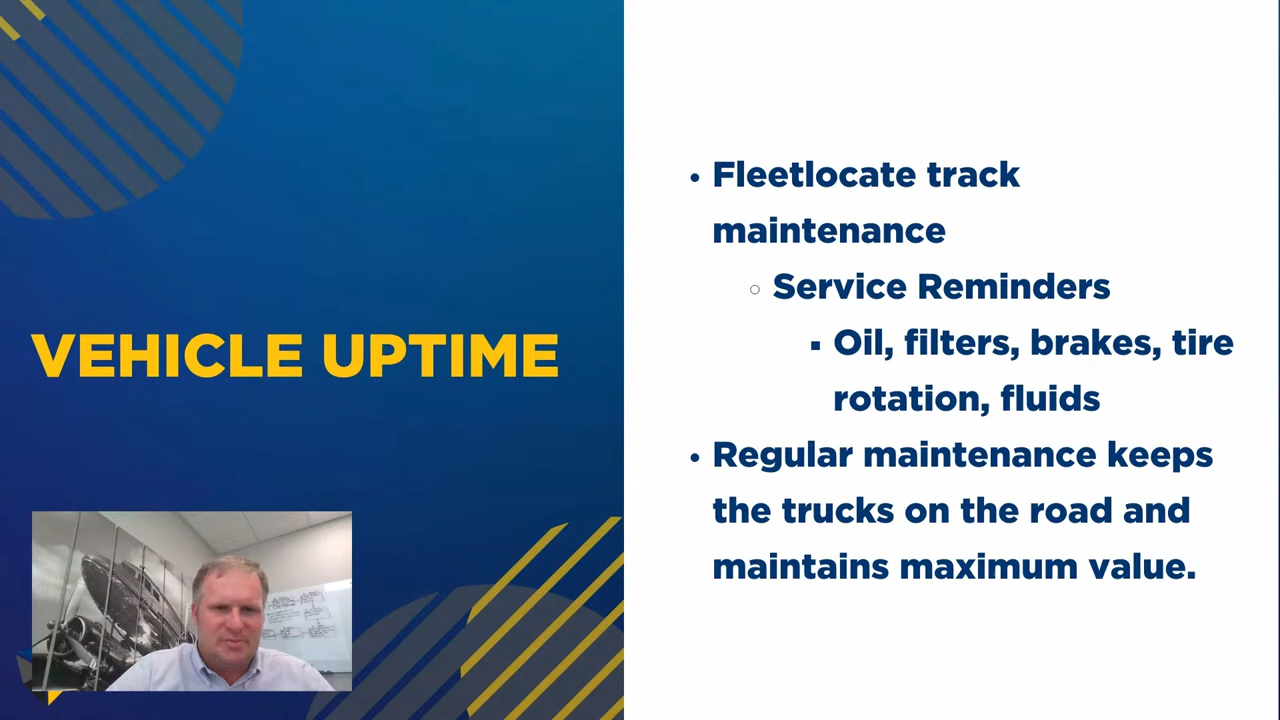 VEHICLE UPTIME
• Fleetlocate track
maintenance
○ Service Reminders
▪ Oil, filters, brakes, tire
rotation, fluids
• Regular maintenance keeps
the trucks on the road and
maintains maximum value.